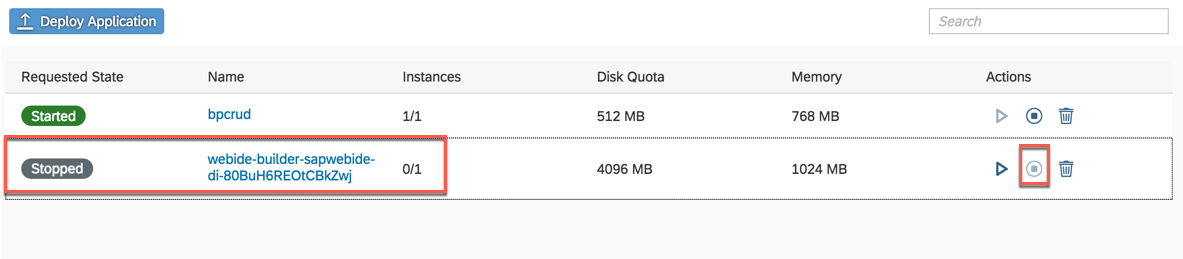 Deploy Application
Search
Requested State Name Instances Disk Quota Memory Actions
Started bpcrud 1/1 512 MB 768 MB
Stopped webide-builder-sapwebide-
di-80BuH6REOtCBkZwj 0/1 4096 MB 1024 MB